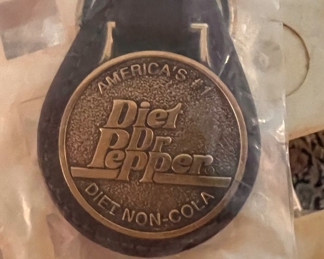 AMERICA'S #1
Diet
Dr
Pepper
DIET NON-COLA